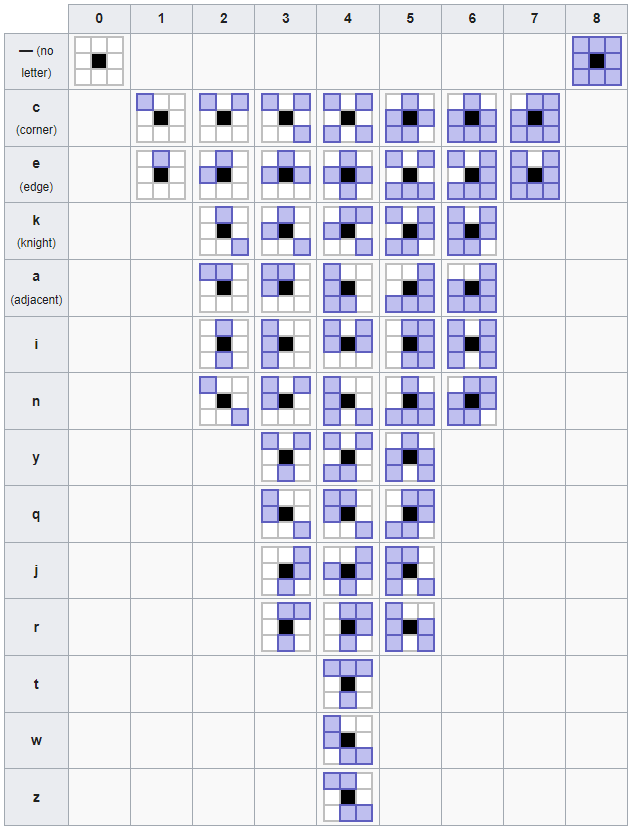 0 1 2 3 4 5 6 7 8
— (no
letter)
c
(corner)
e
(edge)
k
(knight)
a
(adjacent)
i
n
y
q
j
r
t
w
z